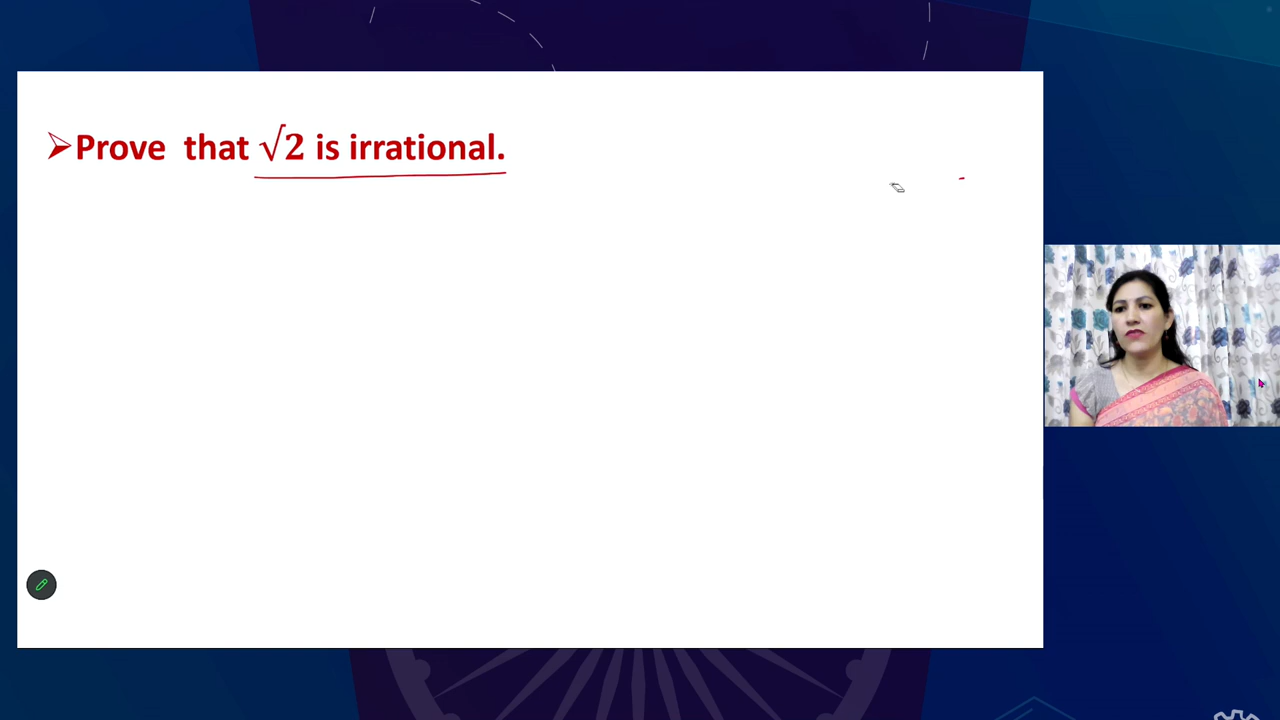 ➢Prove that √2 is irrational.